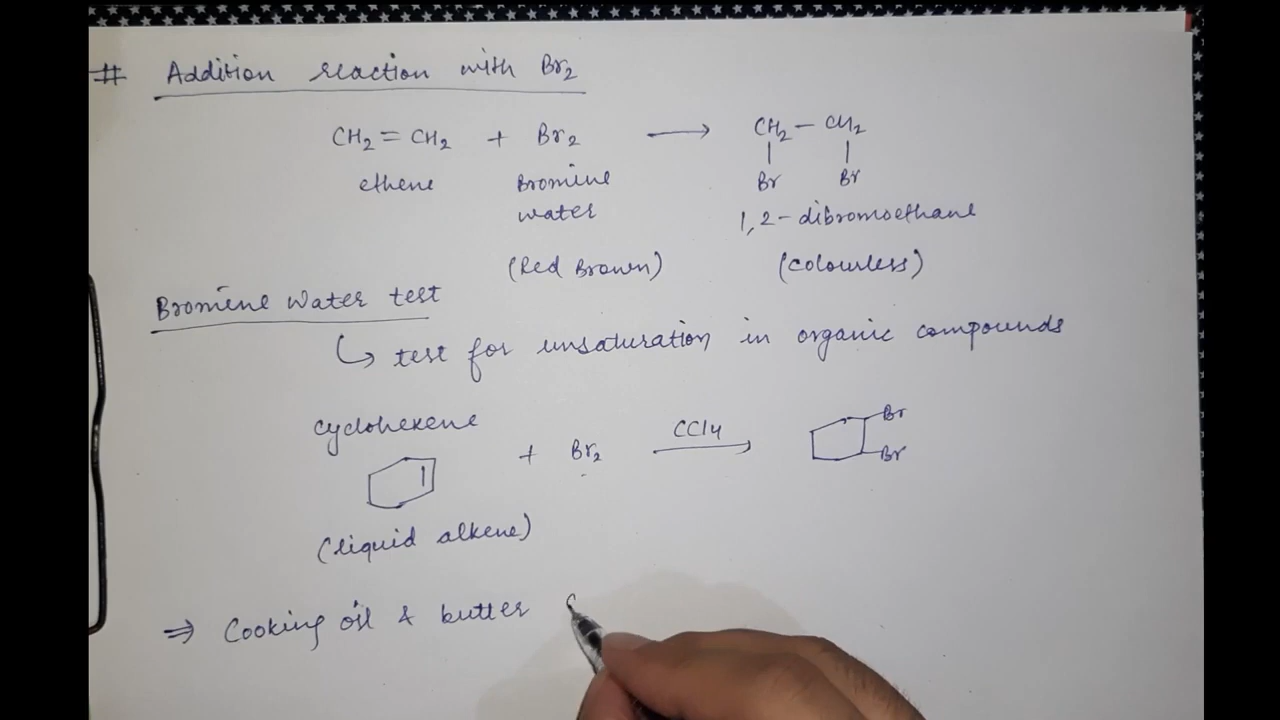 # Addition reaction with Br2
CH2 = CH2 + Br2 ⟶ CH2 – CH2
Br Br
ethene Bromine water 1,2-dibromoethane
(Red Brown) (colourless)
Bromine Water test
↳ test for unsaturation in organic compounds
cyclohexene
+ Br2 CCl4 ⟶ Br
Br
(liquid alkene)
⇒ Cooking oil & butter